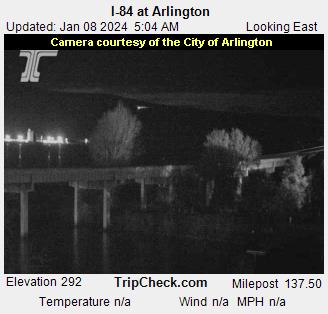 I-84 at Arlington
Updated: Jan 08 2024 5:04 AM Looking East
Camera courtesy of the City of Arlington
Elevation 292 TripCheck.com Milepost 137.50
Temperature n/a Wind n/a MPH n/a